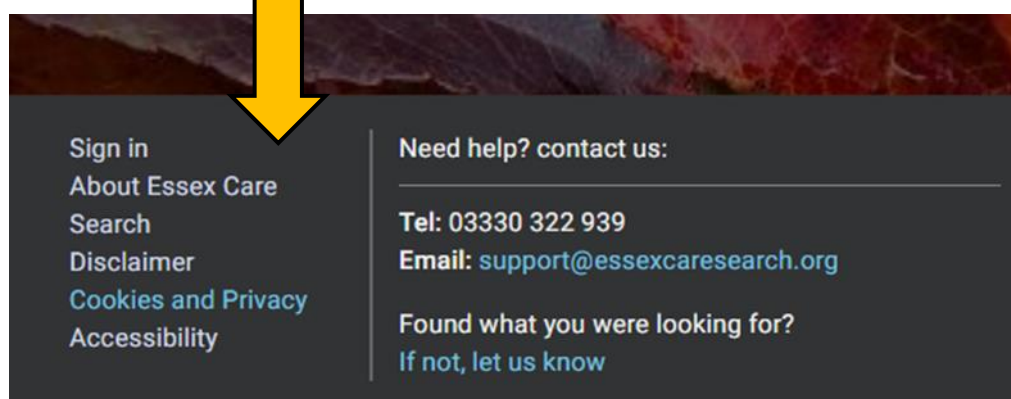 Sign in
About Essex Care
Search
Disclaimer
Cookies and Privacy
Accessibility
Need help? contact us:
Tel: 03330 322 939
Email: support@essexcaresearch.org
Found what you were looking for?
If not, let us know